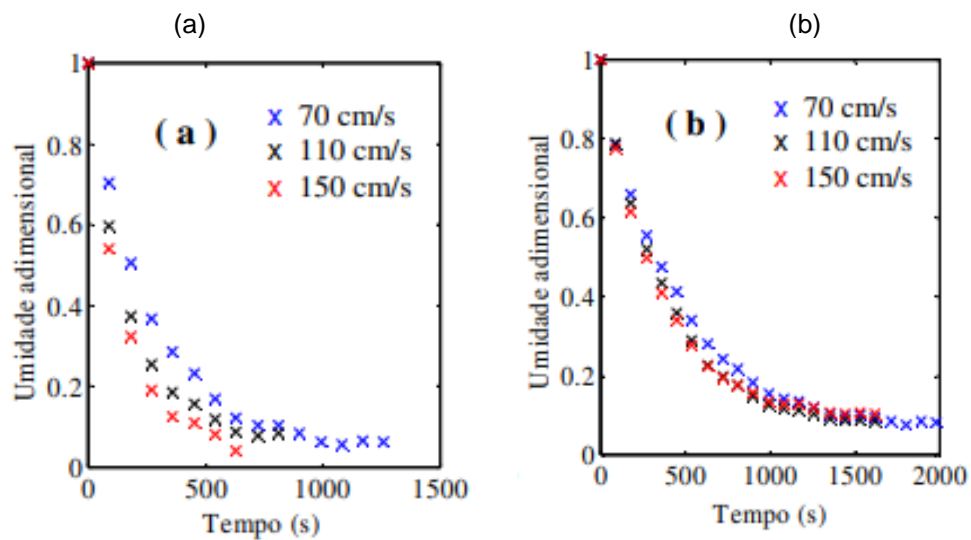 (a)
(b)
( a )
x 70 cm/s
x 110 cm/s
x 150 cm/s
Umidade adimensional
1
0.8
0.6
0.4
0.2
0
0
500
1000
1500
Tempo (s)
( b )
x 70 cm/s
x 110 cm/s
x 150 cm/s
Umidade adimensional
1
0.8
0.6
0.4
0.2
0
0
500
1000
1500
2000
Tempo (s)